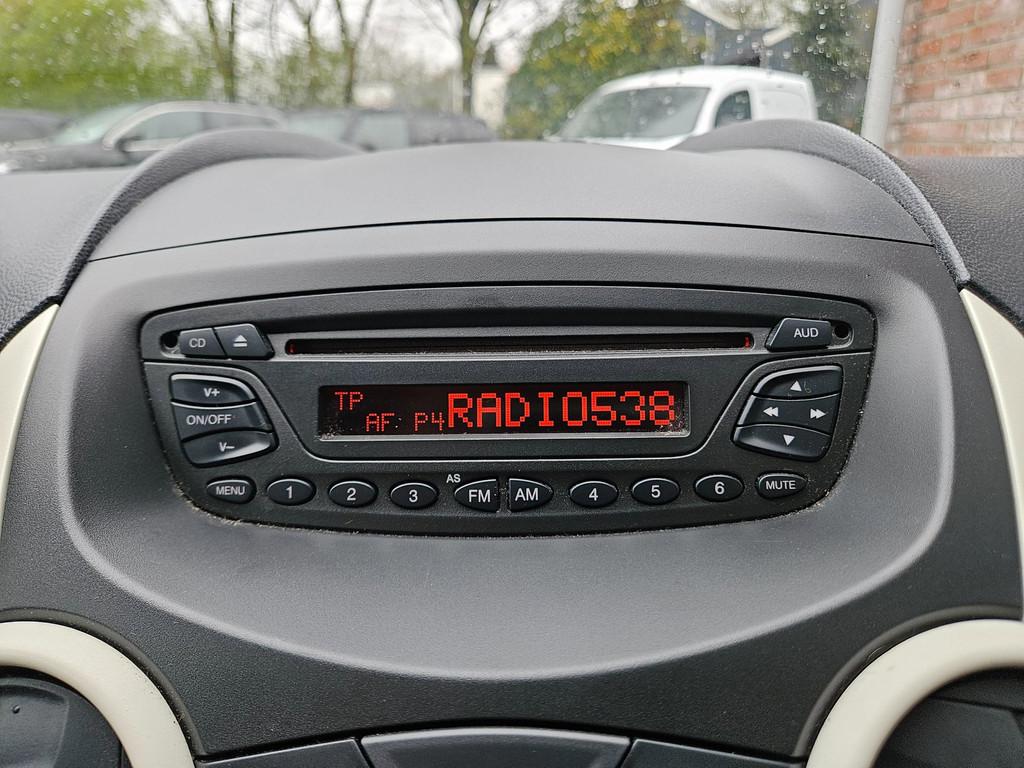 CD ⏏ AUD
V+
TP
AF P4 RADIO538
ON/OFF
V–
▲
◀◀ ▶▶
▼
AS
MENU 1 2 3 FM AM 4 5 6 MUTE